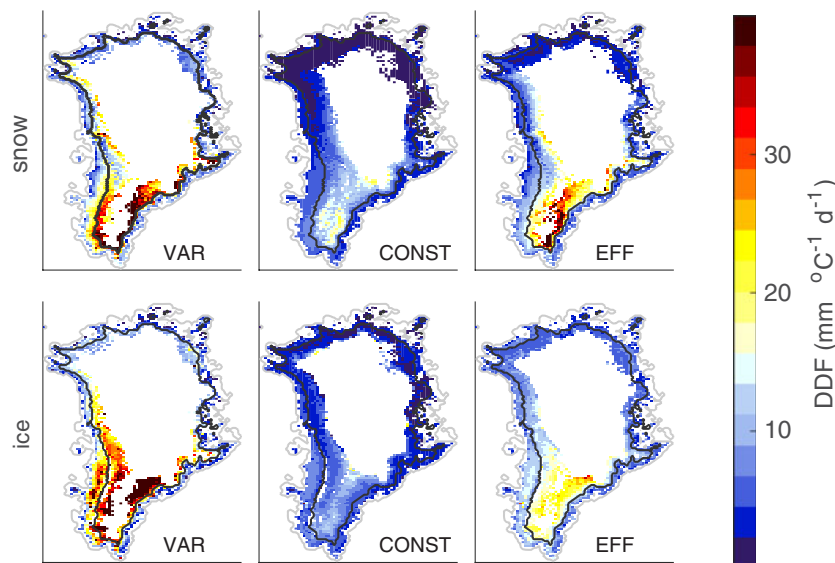 snow
VAR
CONST
EFF
ice
VAR
CONST
EFF
30
20
10
DDF (mm °C⁻¹ d⁻¹)